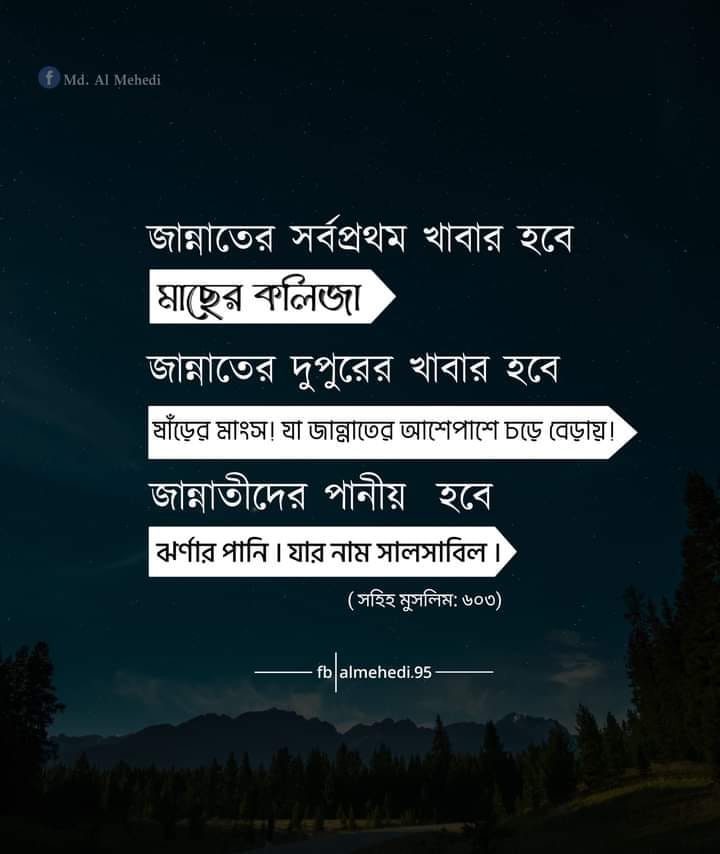 Md. Al Mehedi
জান্নাতের সর্বপ্রথম খাবার হবে
মাছের কলিজা
জান্নাতের দুপুরের খাবার হবে
ষাঁড়ের মাংস! যা জান্নাতের আশেপাশে চড়ে বেড়ায়!
জান্নাতীদের পানীয় হবে
ঝর্ণার পানি। যার নাম সালসাবিল।
( সহিহ মুসলিম: ৬০৩)
fb|almehedi.95